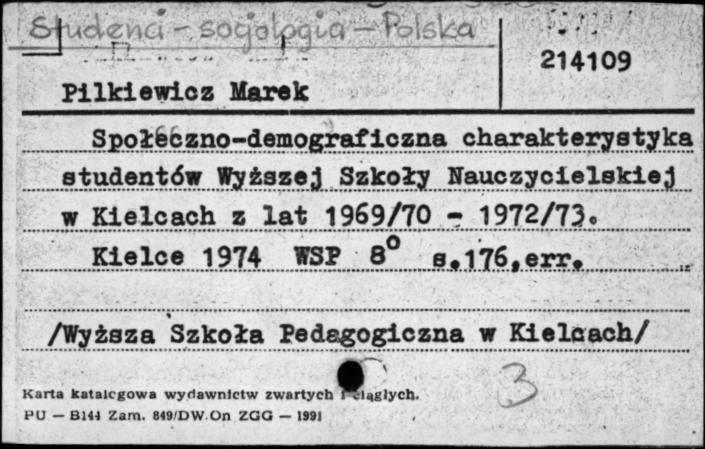 Studenci - socjologia - Polska
214109
Pilkiewicz Marek
Społeczno-demograficzna charakterystyka
studentów Wyższej Szkoły Nauczycielskiej
w Kielcach z lat 1969/70 - 1972/73.
Kielce 1974 WSP 8° s.176,err.
/Wyższa Szkoła Pedagogiczna w Kielcach/
3
Karta katalogowa wydawnictw zwartych i ciągłych.
PU — B144 Zam. 849/DW.On ZGG — 1991